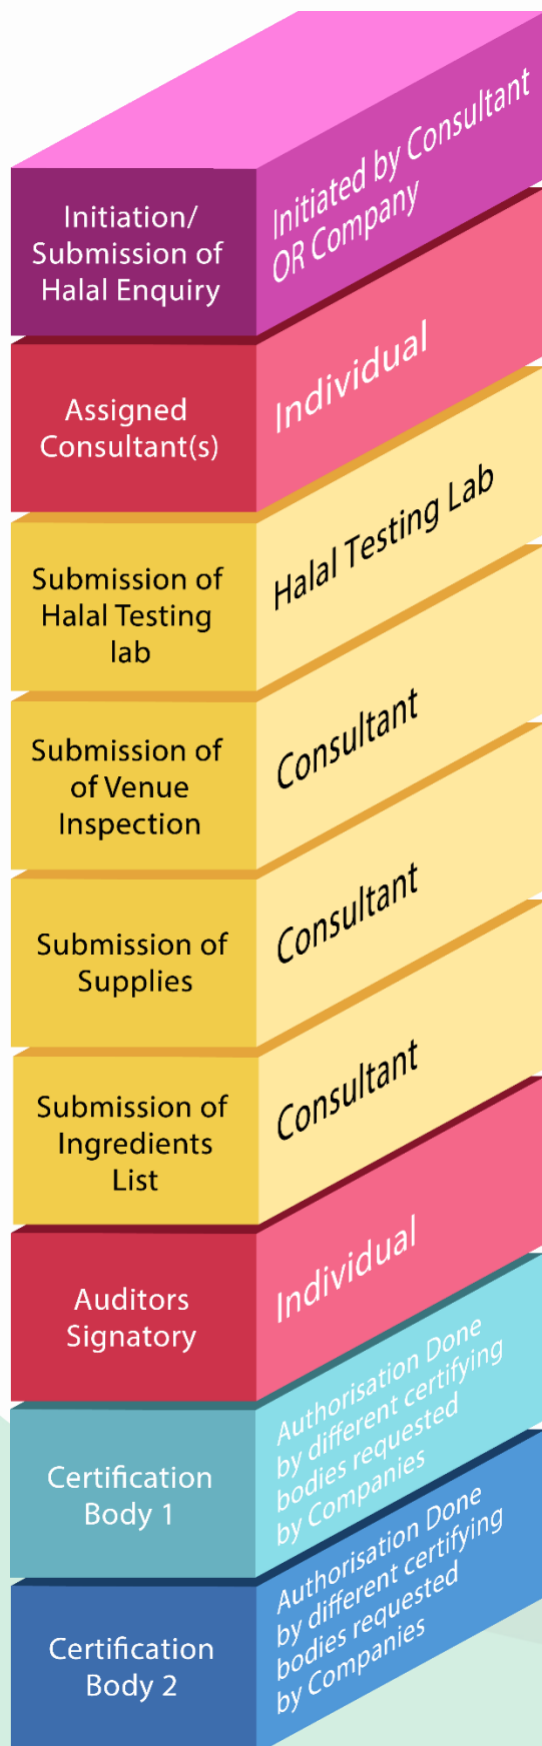 Initiation/
Submission of
Halal Enquiry
Initiated by Consultant
OR Company
Assigned
Consultant(s)
Individual
Submission of
Halal Testing
lab
Halal Testing Lab
Submission of
of Venue
Inspection
Consultant
Submission of
Supplies
Consultant
Submission of
Ingredients
List
Consultant
Auditors
Signatory
Individual
Certification
Body 1
Authorisation Done
by different certifying
bodies requested
by Companies
Certification
Body 2
Authorisation Done
by different certifying
bodies requested
by Companies